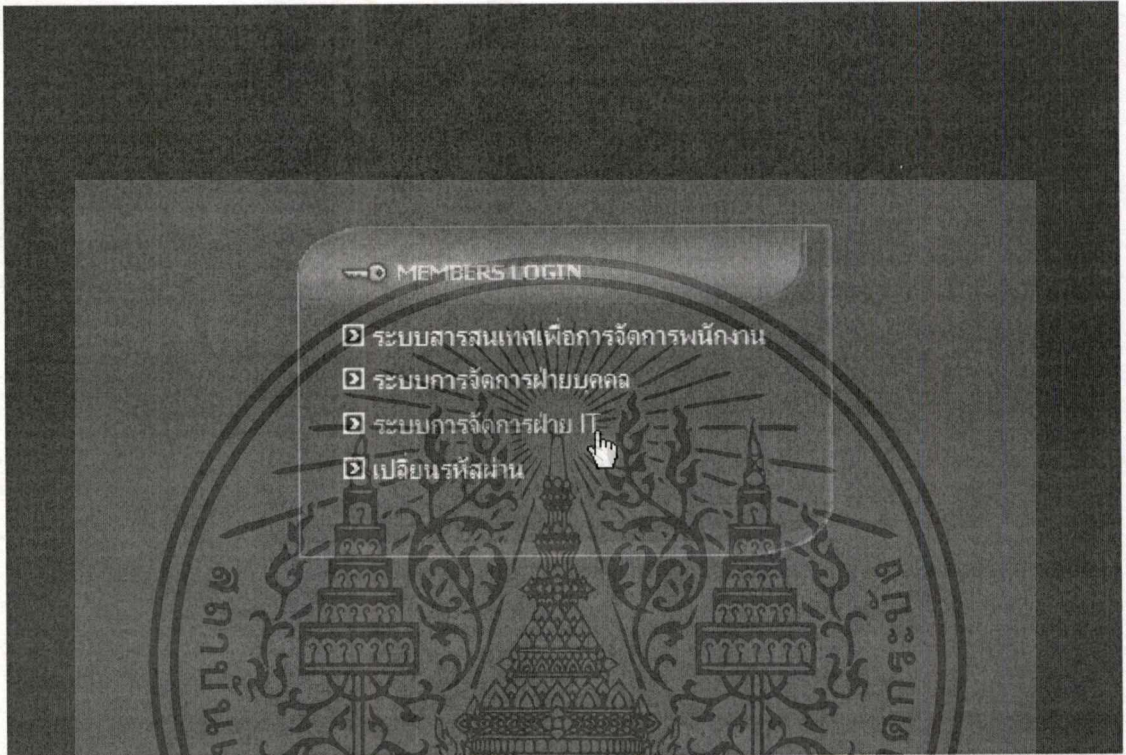 MEMBERS LOGIN
ระบบสารสนเทศเพื่อการจัดการพนักงาน
ระบบการจัดการฝ่ายบุคคล
ระบบการจัดการฝ่าย IT
เปลี่ยนรหัสผ่าน